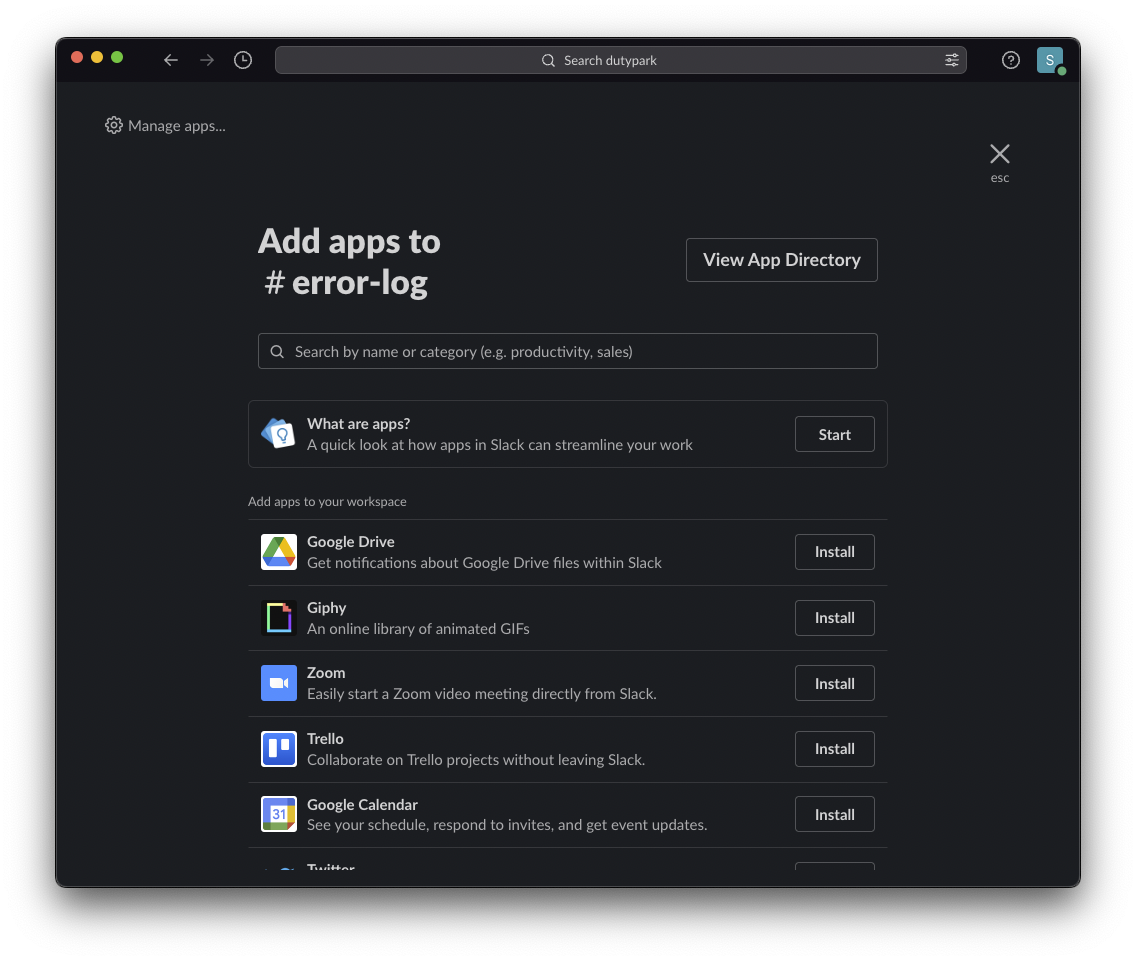 Search dutypark
S
Manage apps...
esc
Add apps to
# error-log
View App Directory
Search by name or category (e.g. productivity, sales)
What are apps?
A quick look at how apps in Slack can streamline your work
Start
Add apps to your workspace
Google Drive
Get notifications about Google Drive files within Slack
Install
Giphy
An online library of animated GIFs
Install
Zoom
Easily start a Zoom video meeting directly from Slack.
Install
Trello
Collaborate on Trello projects without leaving Slack.
Install
31
Google Calendar
See your schedule, respond to invites, and get event updates.
Install
Twitter